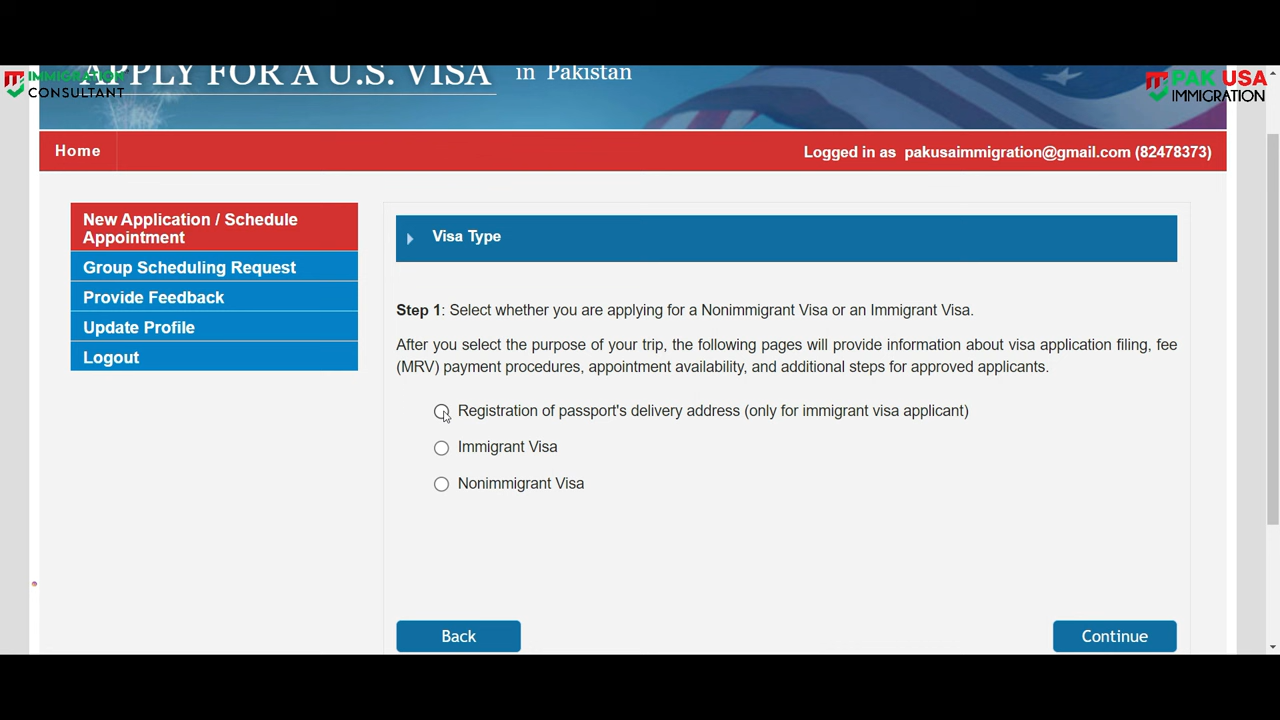 APPLY FOR A U.S. VISA in Pakistan
IMMIGRATION
CONSULTANT
PAK USA
IMMIGRATION
Home
Logged in as pakusaimmigration@gmail.com (82478373)
New Application / Schedule
Appointment
Group Scheduling Request
Provide Feedback
Update Profile
Logout
Visa Type
Step 1: Select whether you are applying for a Nonimmigrant Visa or an Immigrant Visa.
After you select the purpose of your trip, the following pages will provide information about visa application filing, fee
(MRV) payment procedures, appointment availability, and additional steps for approved applicants.
Registration of passport's delivery address (only for immigrant visa applicant)
Immigrant Visa
Nonimmigrant Visa
Back
Continue